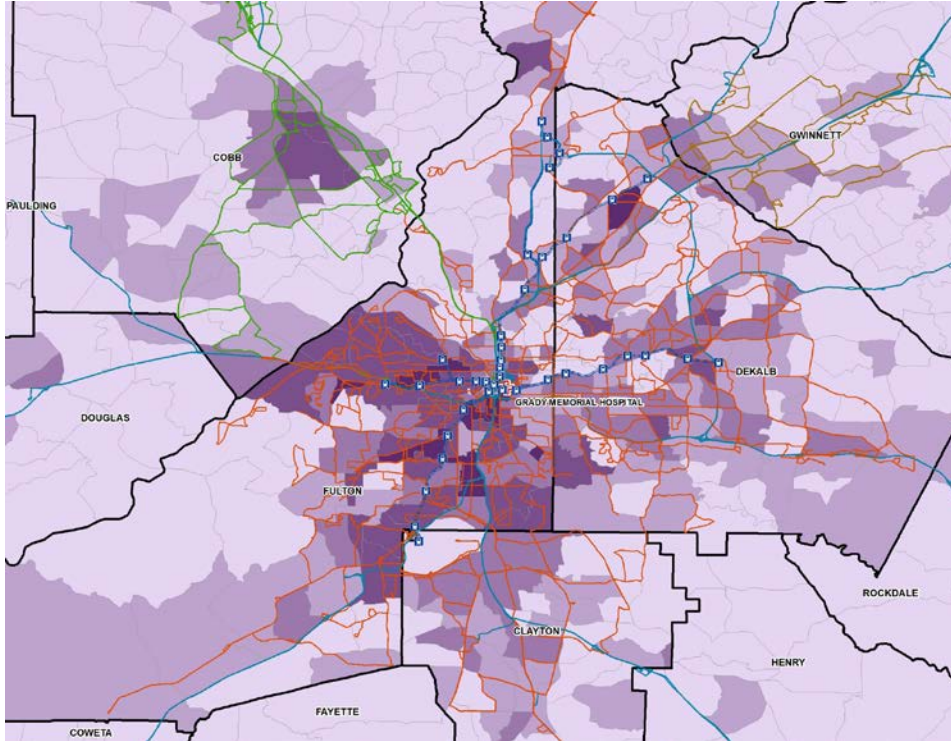 GWINNETT
COBB
PAULDING
DEKALB
GRADY MEMORIAL HOSPITAL
DOUGLAS
FULTON
ROCKDALE
CLAYTON
HENRY
FAYETTE
COWETA